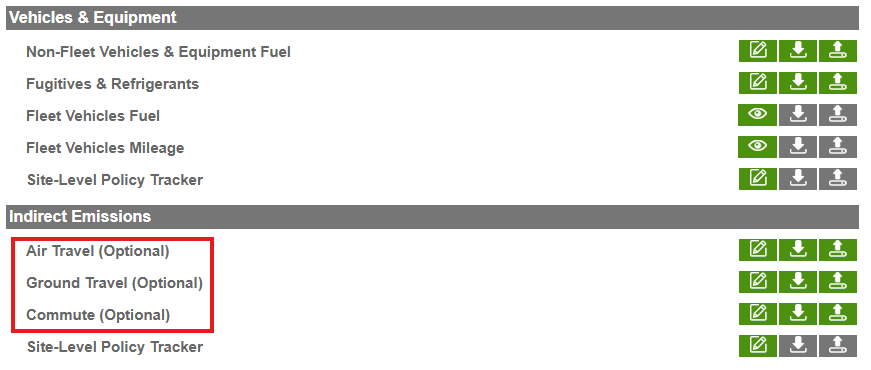 Vehicles & Equipment
Non-Fleet Vehicles & Equipment Fuel
Fugitives & Refrigerants
Fleet Vehicles Fuel
Fleet Vehicles Mileage
Site-Level Policy Tracker
Indirect Emissions
Air Travel (Optional)
Ground Travel (Optional)
Commute (Optional)
Site-Level Policy Tracker